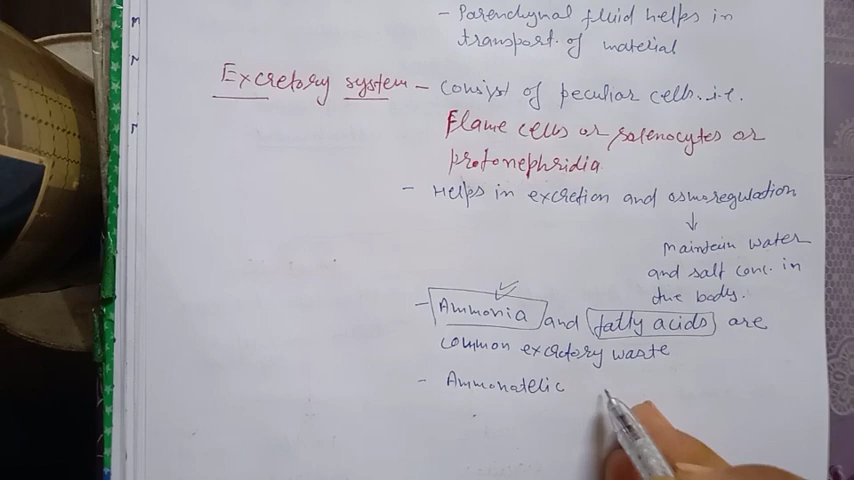 - Parenchynal fluid helps in
transport of material
Excretory system - consist of peculiar cells. i.e.
Flame cells or solenocytes or
protonephridia
- Helps in excretion and osmoregulation
↓
Maintain water
and salt conc. in
the body.
- Ammonia and fatty acids are
common excretory waste
- Ammonatelic